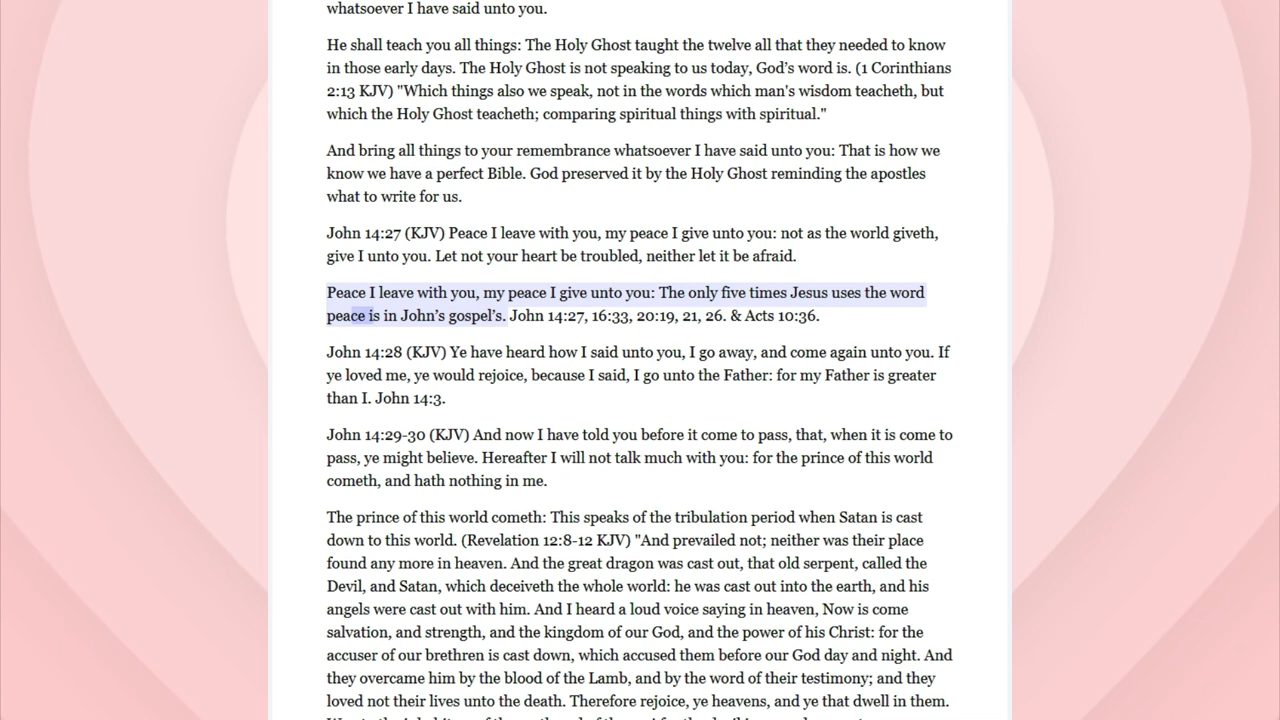 whatsoever I have said unto you.
He shall teach you all things: The Holy Ghost taught the twelve all that they needed to know
in those early days. The Holy Ghost is not speaking to us today, God’s word is. (1 Corinthians
2:13 KJV) "Which things also we speak, not in the words which man's wisdom teacheth, but
which the Holy Ghost teacheth; comparing spiritual things with spiritual."
And bring all things to your remembrance whatsoever I have said unto you: That is how we
know we have a perfect Bible. God preserved it by the Holy Ghost reminding the apostles
what to write for us.
John 14:27 (KJV) Peace I leave with you, my peace I give unto you: not as the world giveth,
give I unto you. Let not your heart be troubled, neither let it be afraid.
Peace I leave with you, my peace I give unto you: The only five times Jesus uses the word
peace is in John’s gospel’s. John 14:27, 16:33, 20:19, 21, 26. & Acts 10:36.
John 14:28 (KJV) Ye have heard how I said unto you, I go away, and come again unto you. If
ye loved me, ye would rejoice, because I said, I go unto the Father: for my Father is greater
than I. John 14:3.
John 14:29-30 (KJV) And now I have told you before it come to pass, that, when it is come to
pass, ye might believe. Hereafter I will not talk much with you: for the prince of this world
cometh, and hath nothing in me.
The prince of this world cometh: This speaks of the tribulation period when Satan is cast
down to this world. (Revelation 12:8-12 KJV) "And prevailed not; neither was their place
found any more in heaven. And the great dragon was cast out, that old serpent, called the
Devil, and Satan, which deceiveth the whole world: he was cast out into the earth, and his
angels were cast out with him. And I heard a loud voice saying in heaven, Now is come
salvation, and strength, and the kingdom of our God, and the power of his Christ: for the
accuser of our brethren is cast down, which accused them before our God day and night. And
they overcame him by the blood of the Lamb, and by the word of their testimony; and they
loved not their lives unto the death. Therefore rejoice, ye heavens, and ye that dwell in them.